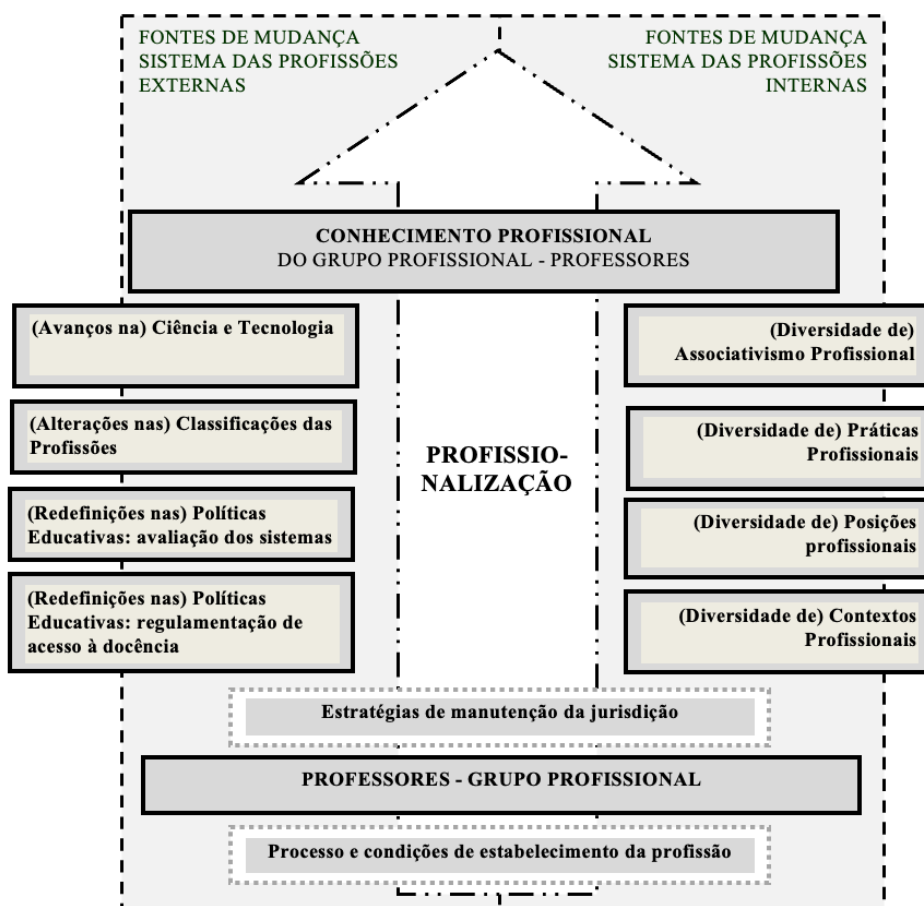 FONTES DE MUDANÇA
SISTEMA DAS PROFISSÕES
EXTERNAS
FONTES DE MUDANÇA
SISTEMA DAS PROFISSÕES
INTERNAS
CONHECIMENTO PROFISSIONAL
DO GRUPO PROFISSIONAL - PROFESSORES
(Avanços na) Ciência e Tecnologia
(Alterações nas) Classificações das
Profissões
(Redefinições nas) Políticas
Educativas: avaliação dos sistemas
(Redefinições nas) Políticas
Educativas: regulamentação de
acesso à docência
PROFISSIO-
NALIZAÇÃO
(Diversidade de)
Associativismo Profissional
(Diversidade de) Práticas
Profissionais
(Diversidade de) Posições
profissionais
(Diversidade de) Contextos
Profissionais
Estratégias de manutenção da jurisdição
PROFESSORES - GRUPO PROFISSIONAL
Processo e condições de estabelecimento da profissão